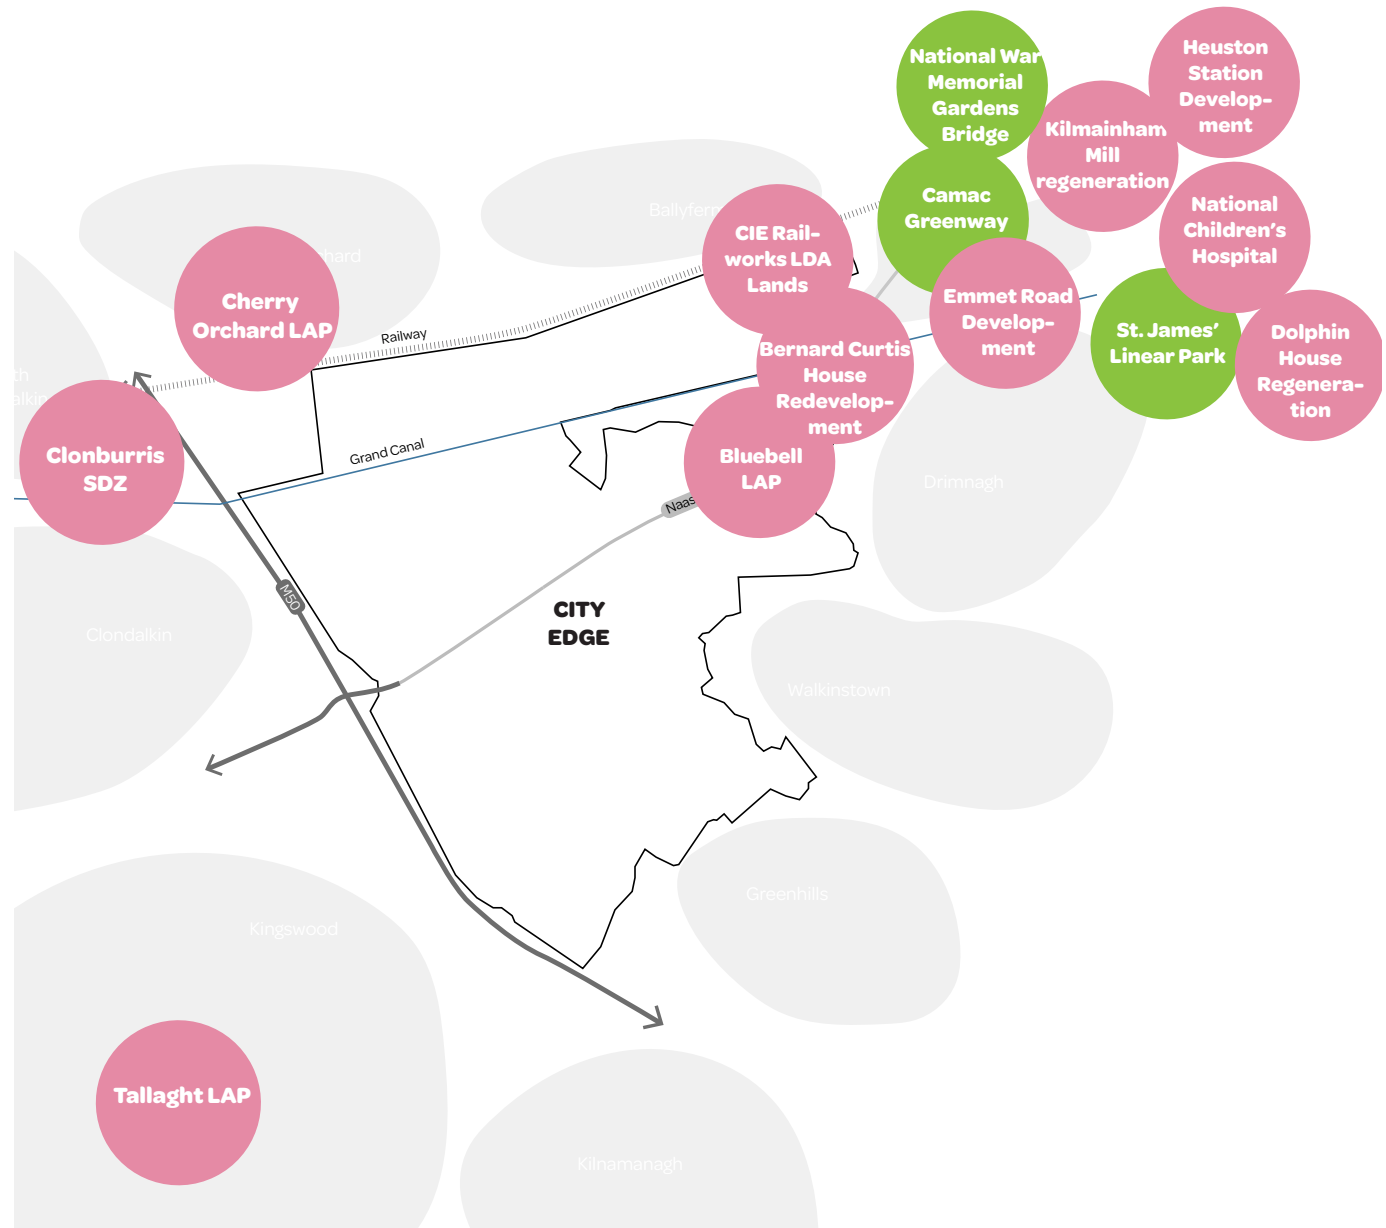 National War
Memorial
Gardens
Bridge
Heuston
Station
Develop-
ment
Kilmainham
Mill
regeneration
Camac
Greenway
National
Children's
Hospital
CIE Rail-
works LDA
Lands
Cherry
Orchard LAP
Emmet Road
Develop-
ment
St. James'
Linear Park
Dolphin
House
Regenera-
tion
Railway
Bernard Curtis
House
Redevelop-
ment
Clonburris
SDZ
Grand Canal
Bluebell
LAP
Drimnagh
Naas
M50
CITY
EDGE
Clondalkin
Walkinstown
Greenhills
Kingswood
Tallaght LAP
Kilnamanagh